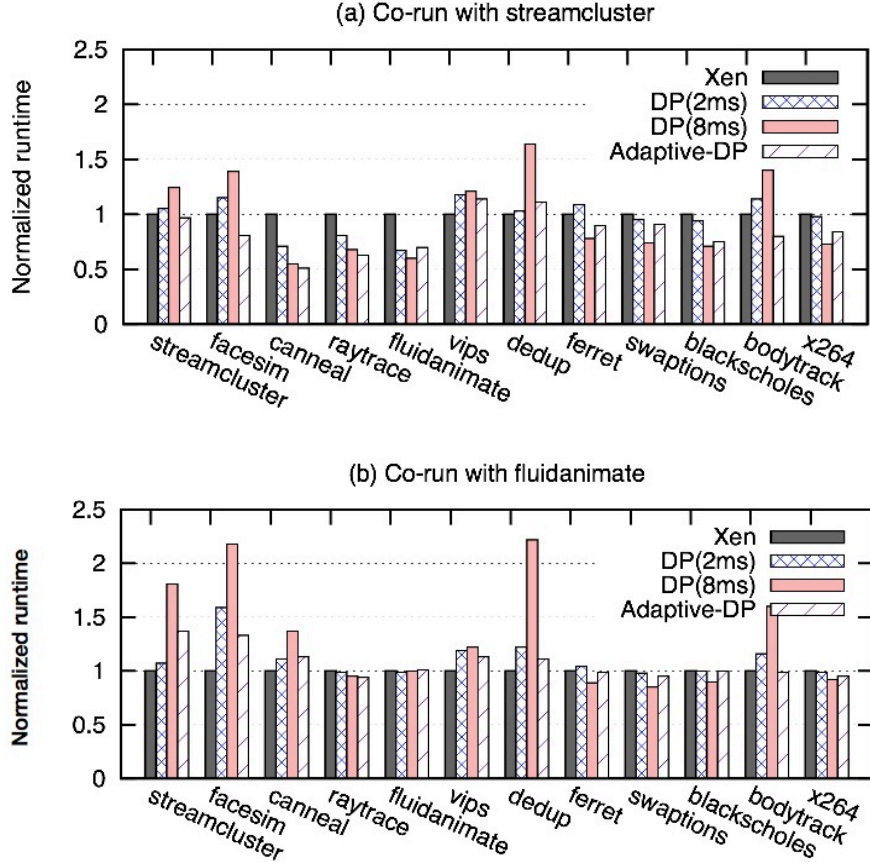 (a) Co-run with streamcluster
Normalized runtime
2.5
2
1.5
1
0.5
0
Xen
DP(2ms)
DP(8ms)
Adaptive-DP
streamcluster
facesim
canneal
raytrace
fluidanimate
vips
dedup
ferret
swaptions
blackscholes
bodytrack
x264
(b) Co-run with fluidanimate
Normalized runtime
2.5
2
1.5
1
0.5
0
Xen
DP(2ms)
DP(8ms)
Adaptive-DP
streamcluster
facesim
canneal
raytrace
fluidanimate
vips
dedup
ferret
swaptions
blackscholes
bodytrack
x264